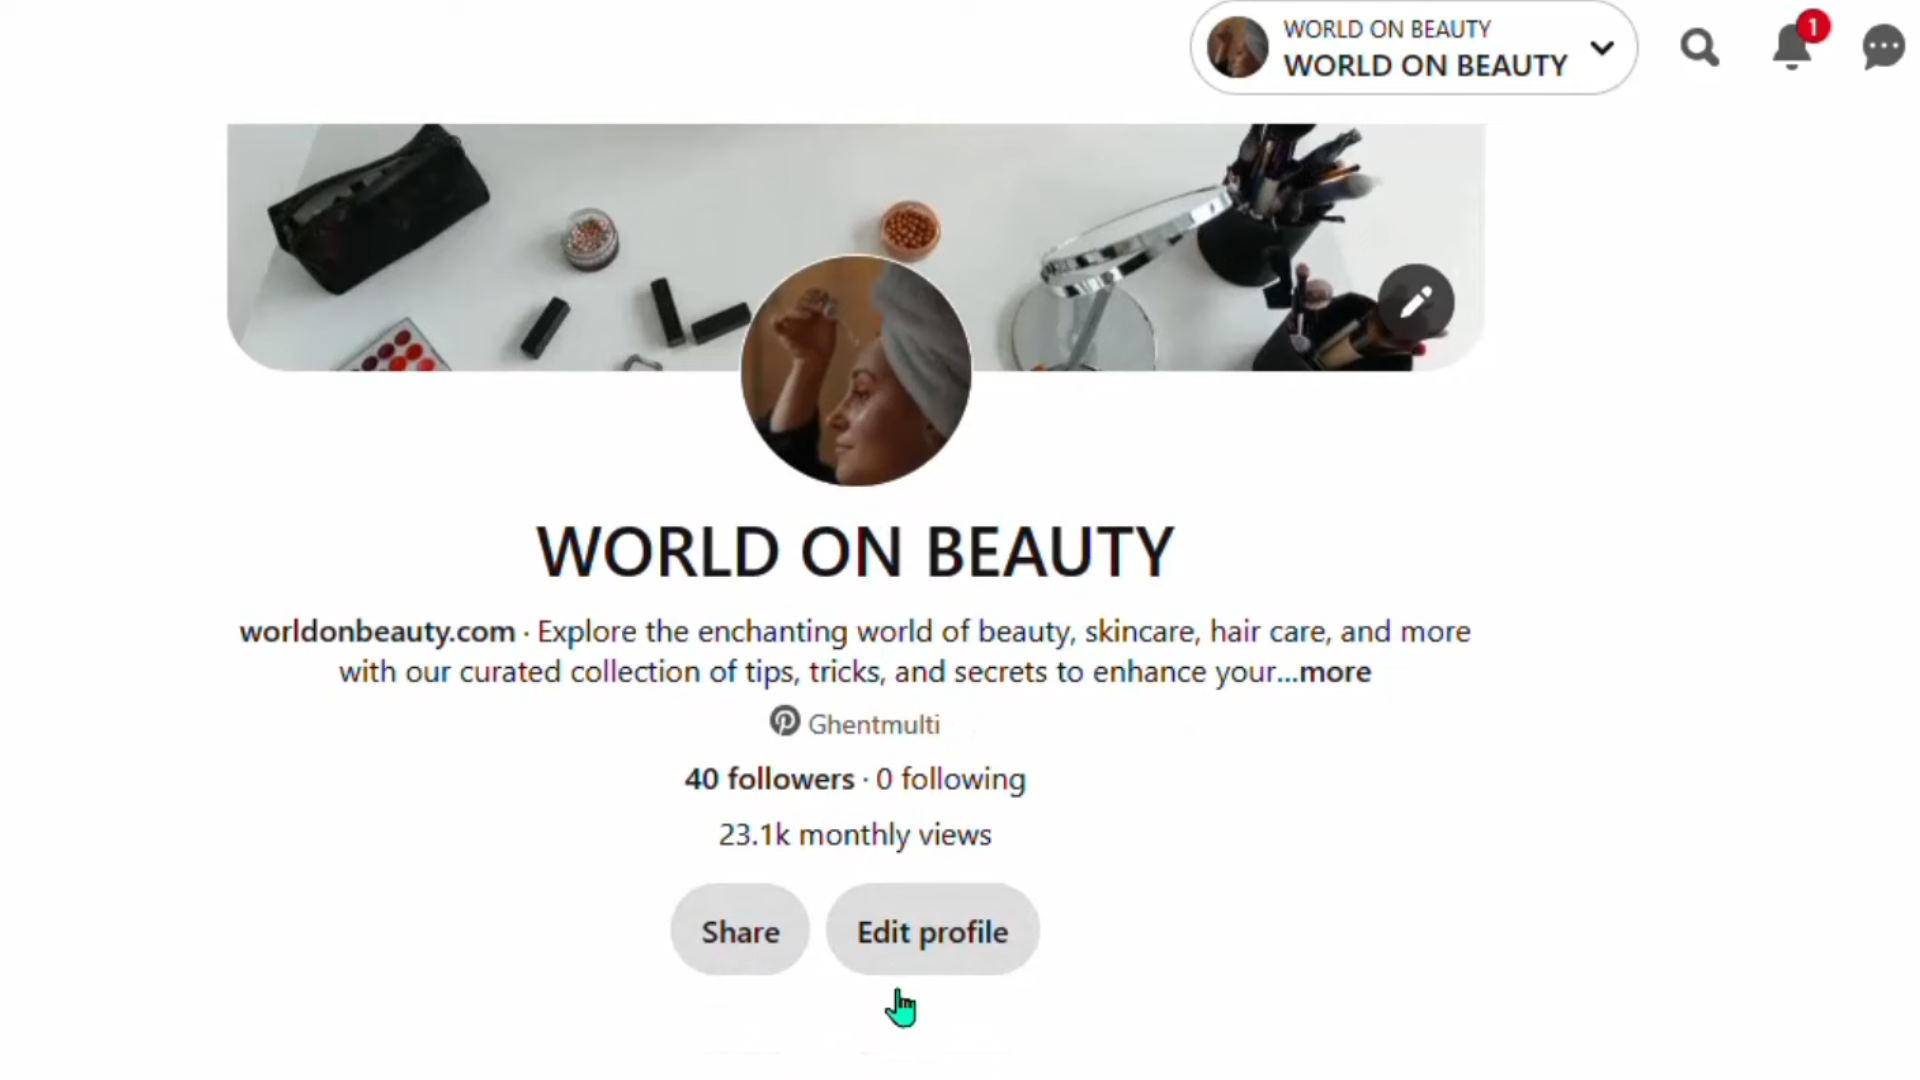 WORLD ON BEAUTY
WORLD ON BEAUTY
1
WORLD ON BEAUTY
worldonbeauty.com · Explore the enchanting world of beauty, skincare, hair care, and more
with our curated collection of tips, tricks, and secrets to enhance your...more
Ghentmulti
40 followers · 0 following
23.1k monthly views
Share
Edit profile